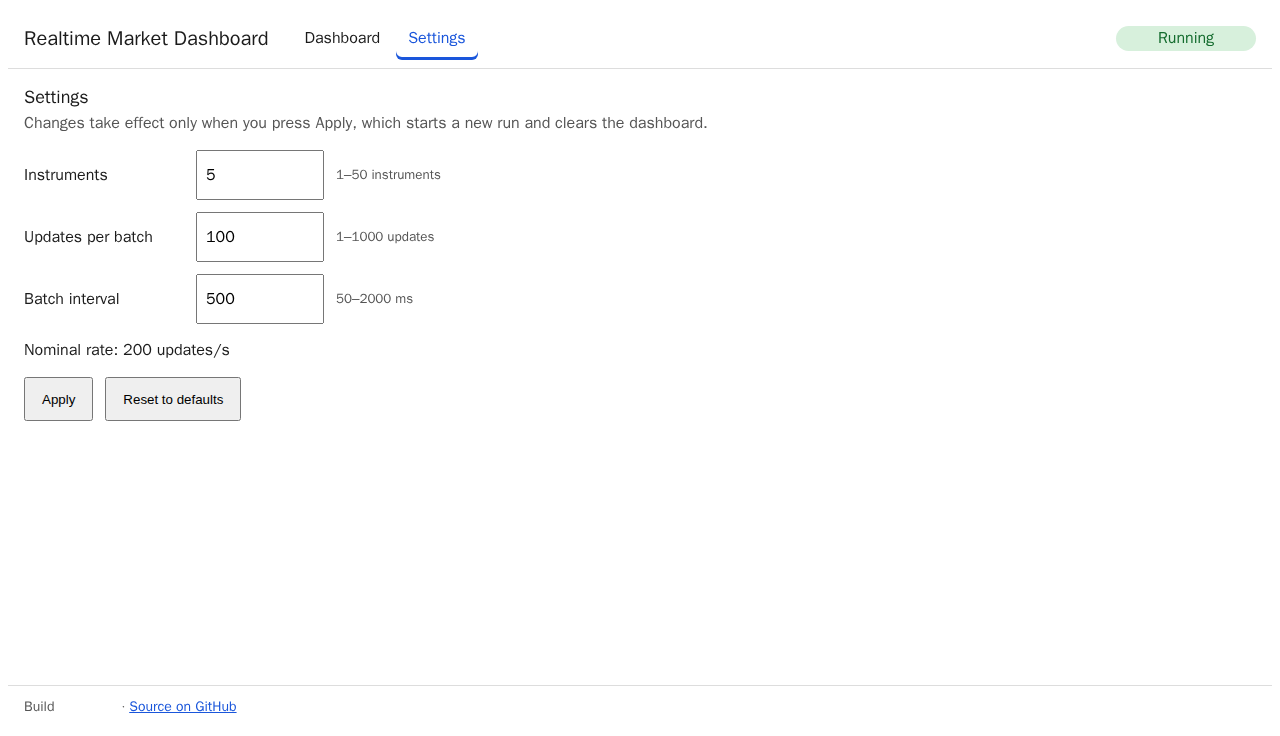 Realtime Market Dashboard Dashboard Settings Running
Settings
Changes take effect only when you press Apply, which starts a new run and clears the dashboard.
Instruments 5 1–50 instruments
Updates per batch 100 1–1000 updates
Batch interval 500 50–2000 ms
Nominal rate: 200 updates/s
Apply Reset to defaults
Build · Source on GitHub